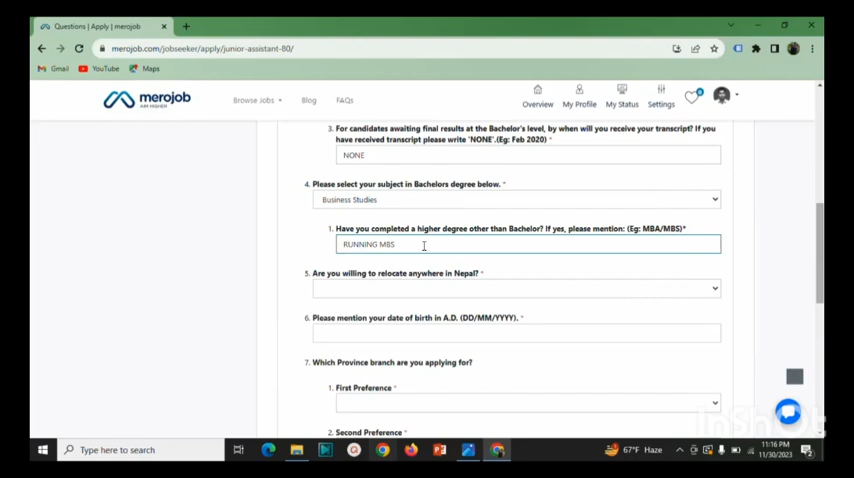 Questions | Apply | merojob
merojob.com/jobseeker/apply/junior-assistant-80/
Gmail YouTube Maps
merojob
AIM HIGHER
Browse Jobs Blog FAQs
Overview My Profile My Status Settings
3. For candidates awaiting final results at the Bachelor's level, by when will you receive your transcript? If you
have received transcript please write 'NONE'.(Eg: Feb 2020) *
NONE
4. Please select your subject in Bachelors degree below. *
Business Studies
1. Have you completed a higher degree other than Bachelor? If yes, please mention: (Eg: MBA/MBS)*
RUNNING MBS
5. Are you willing to relocate anywhere in Nepal? *
6. Please mention your date of birth in A.D. (DD/MM/YYYY). *
7. Which Province branch are you applying for?
1. First Preference *
2. Second Preference *
InShOt
Type here to search
67°F Haze
11:16 PM
11/30/2023